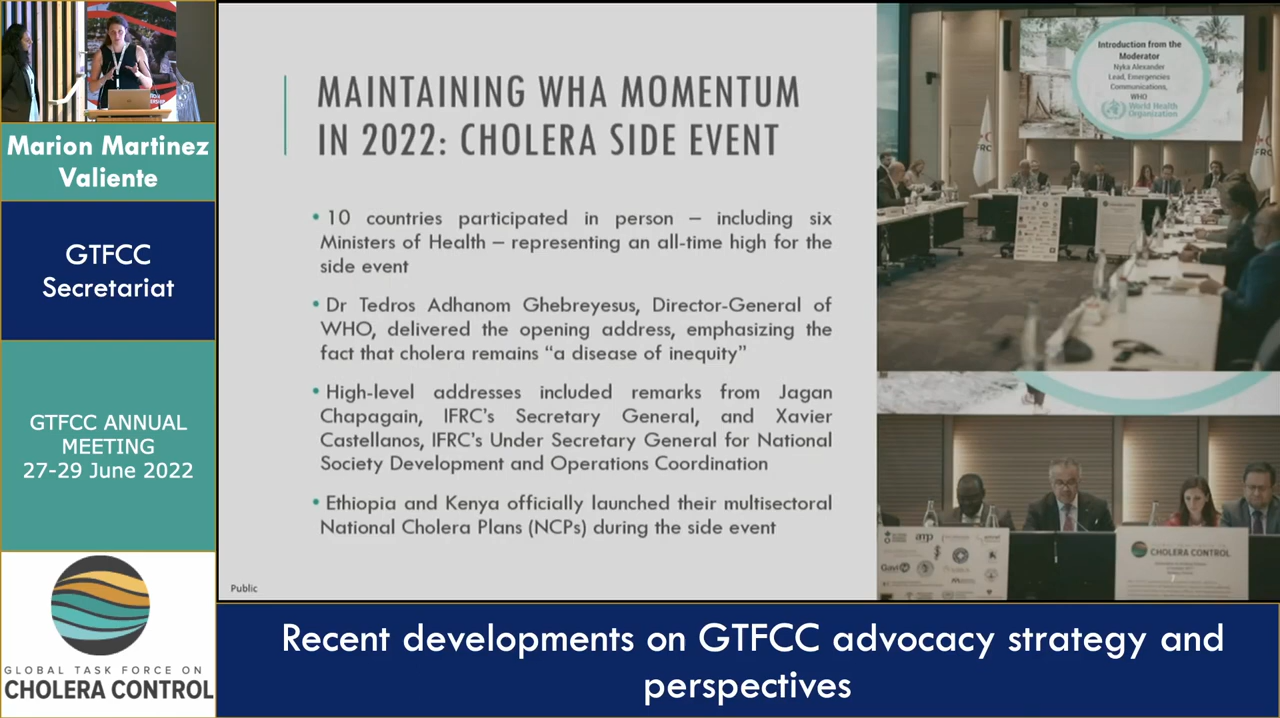 Marion Martinez
Valiente
GTFCC
Secretariat
GTFCC ANNUAL
MEETING
27-29 June 2022
GLOBAL TASK FORCE ON
CHOLERA CONTROL
MAINTAINING WHA MOMENTUM
IN 2022: CHOLERA SIDE EVENT
• 10 countries participated in person – including six
Ministers of Health – representing an all-time high for the
side event
• Dr Tedros Adhanom Ghebreyesus, Director-General of
WHO, delivered the opening address, emphasizing the
fact that cholera remains “a disease of inequity”
• High-level addresses included remarks from Jagan
Chapagain, IFRC’s Secretary General, and Xavier
Castellanos, IFRC’s Under Secretary General for National
Society Development and Operations Coordination
• Ethiopia and Kenya officially launched their multisectoral
National Cholera Plans (NCPs) during the side event
Public
Introduction from the
Moderator
Nyka Alexander
Lead, Emergencies
Communications,
WHO
World Health
Organization
Gavi
CHOLERA CONTROL
7
Recent developments on GTFCC advocacy strategy and
perspectives